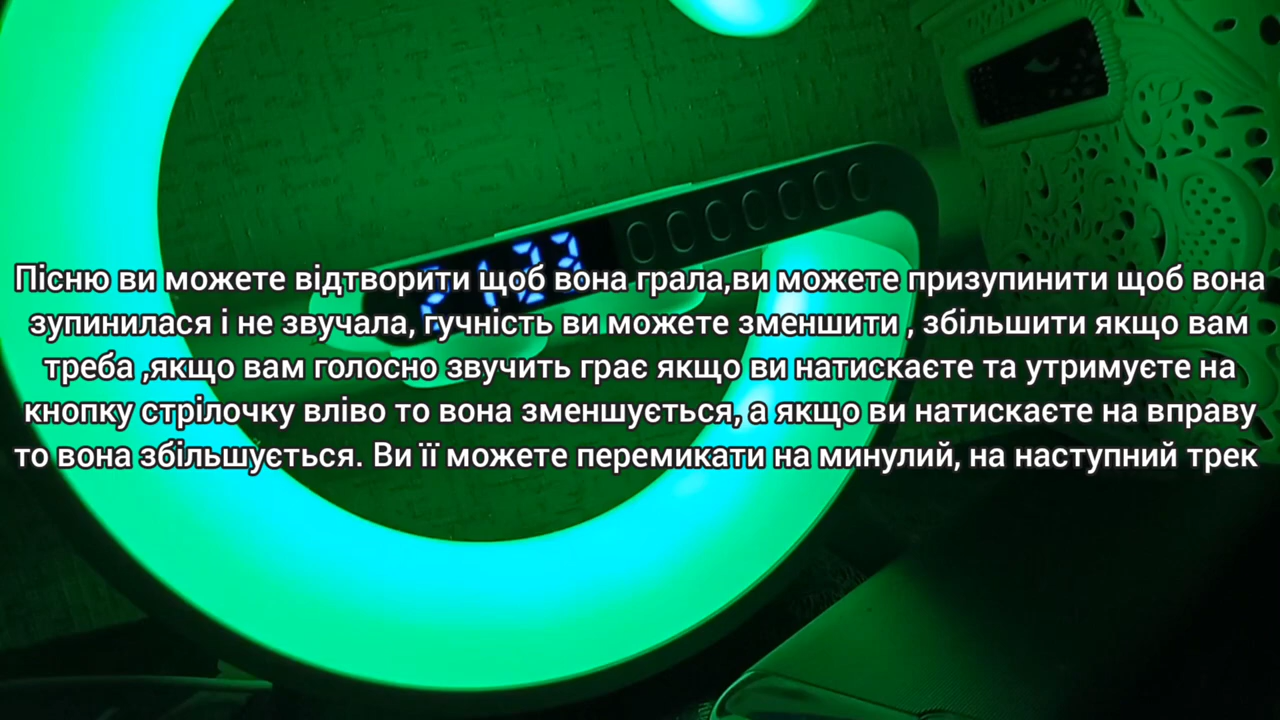 Пісню ви можете відтворити щоб вона грала,ви можете призупинити щоб вона
зупинилася і не звучала, гучність ви можете зменшити , збільшити якщо вам
треба ,якщо вам голосно звучить грає якщо ви натискаєте та утримуєте на
кнопку стрілочку вліво то вона зменшується, а якщо ви натискаєте на вправу
то вона збільшується. Ви її можете перемикати на минулий, на наступний трек